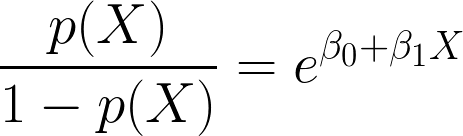 p(X) / (1 − p(X)) = e^{β₀+β₁X}